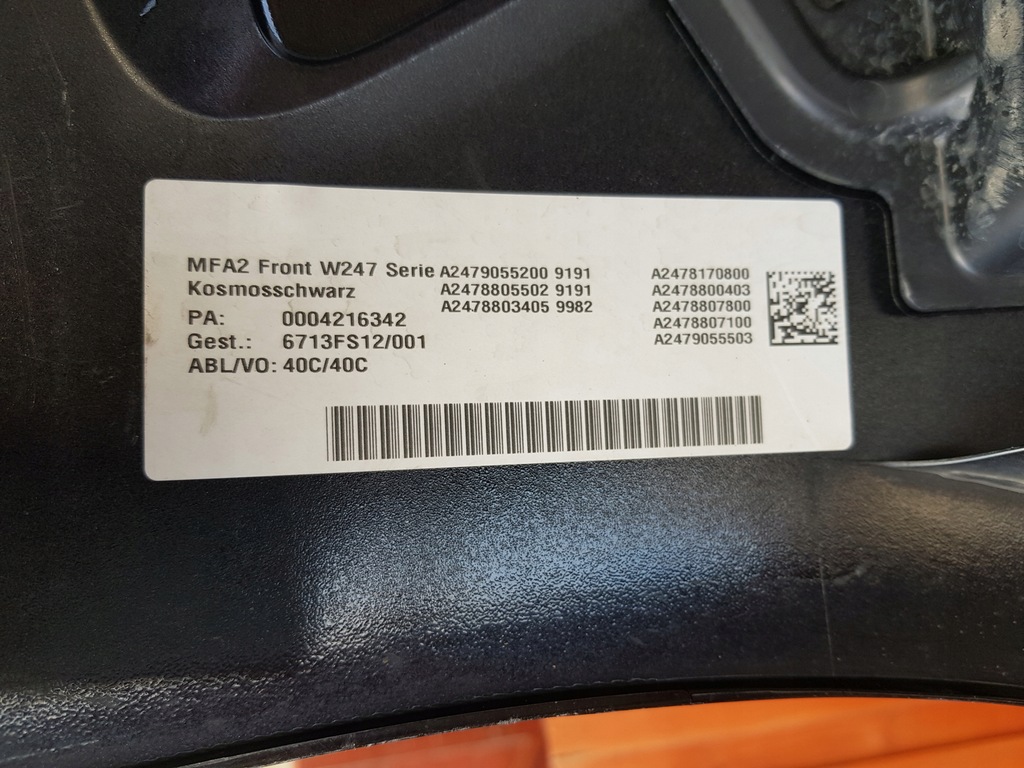 MFA2 Front W247 Serie A2479055200 9191 A2478170800
Kosmosschwarz A2478805502 9191 A2478800403
A2478803405 9982 A2478807800
PA: 0004216342 A2478807100
Gest.: 6713FS12/001 A2479055503
ABL/VO: 40C/40C